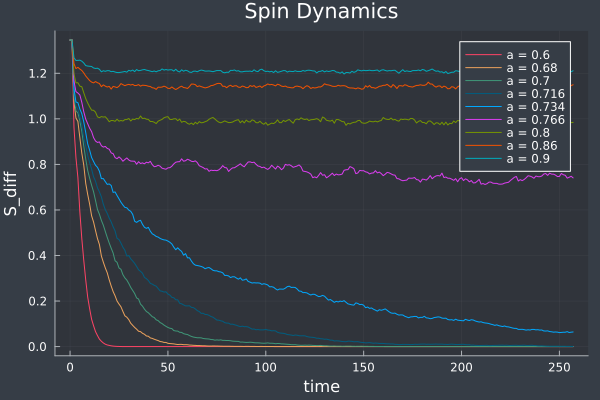 Spin Dynamics
S_diff
1.2
1.0
0.8
0.6
0.4
0.2
0.0
0 50 100 150 200 250
time
a = 0.6
a = 0.68
a = 0.7
a = 0.716
a = 0.734
a = 0.766
a = 0.8
a = 0.86
a = 0.9